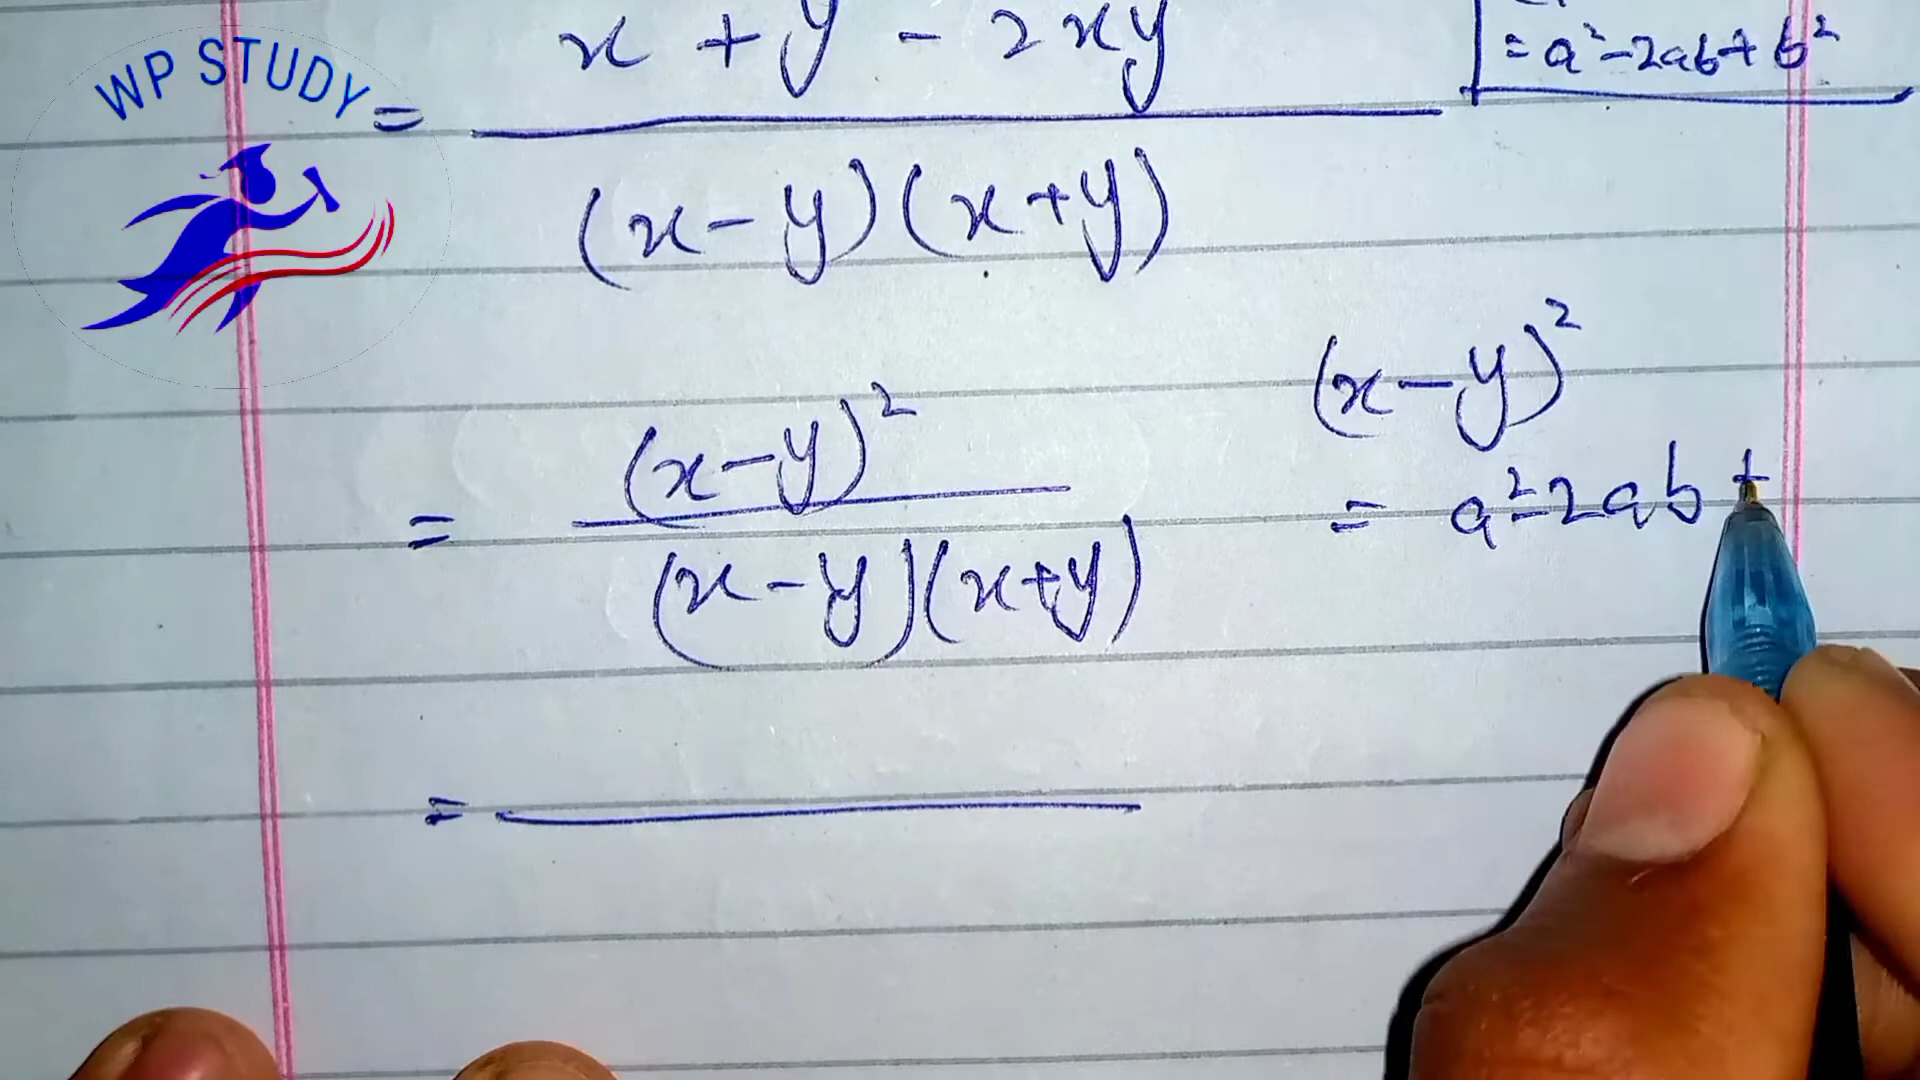 WP STUDY
x + y - 2xy
= a² - 2ab + b²
=
(x - y)(x + y)
(x - y)²
(x - y)²
= a² - 2ab +
=
(x - y)(x + y)
=